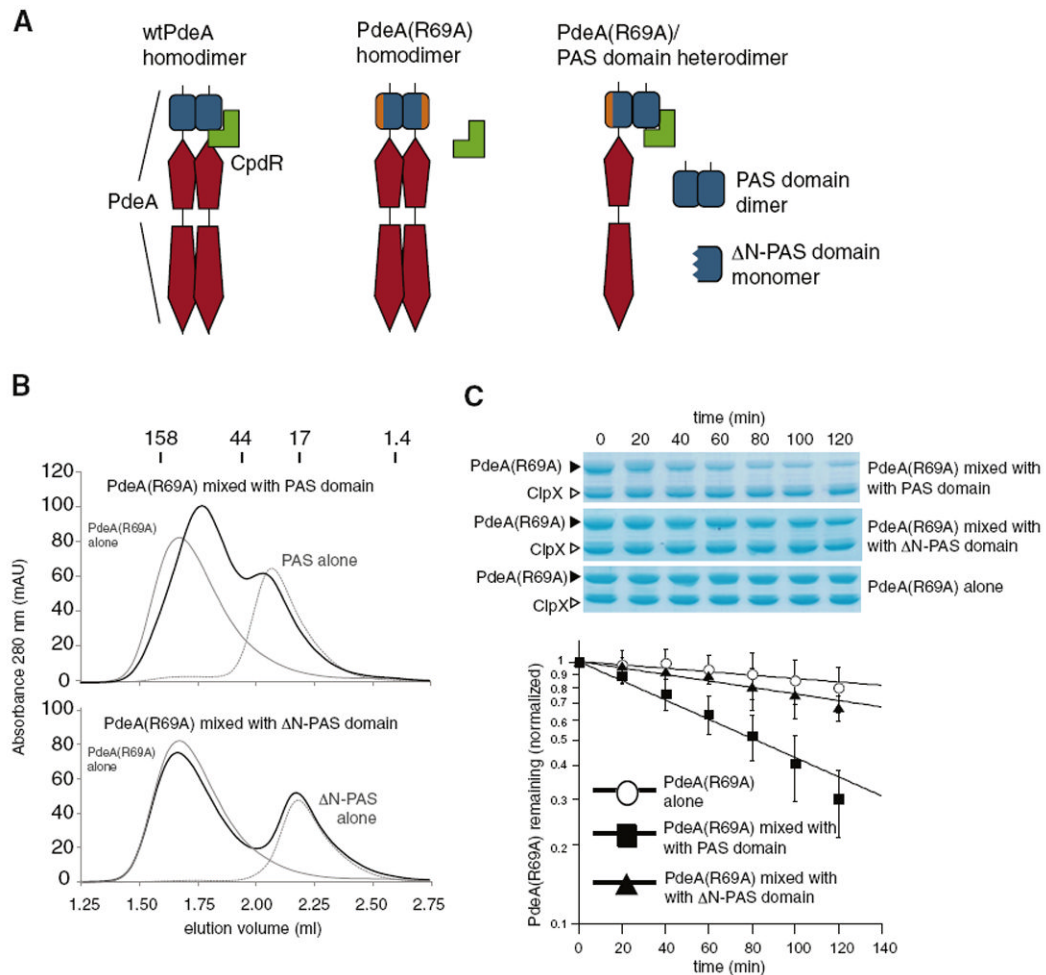 A
wtPdeA
homodimer
PdeA(R69A)
homodimer
PdeA(R69A)/
PAS domain heterodimer
CpdR
PdeA
PAS domain
dimer
ΔN-PAS domain
monomer
B
158 44 17 1.4
120
100
80
60
40
20
0
PdeA(R69A) mixed with PAS domain
PdeA(R69A)
alone
PAS alone
Absorbance 280 nm (mAU)
100
80
60
40
20
0
PdeA(R69A) mixed with ΔN-PAS domain
PdeA(R69A)
alone
ΔN-PAS
alone
1.25 1.50 1.75 2.00 2.25 2.50 2.75
elution volume (ml)
C
time (min)
0 20 40 60 80 100 120
PdeA(R69A)
ClpX
PdeA(R69A) mixed with
with PAS domain
PdeA(R69A)
ClpX
PdeA(R69A) mixed with
with ΔN-PAS domain
PdeA(R69A)
ClpX
PdeA(R69A) alone
PdeA(R69A) remaining (normalized)
1
0.9
0.8
0.7
0.6
0.5
0.4
0.3
0.2
0.1
PdeA(R69A)
alone
PdeA(R69A) mixed with
with PAS domain
PdeA(R69A) mixed with
with ΔN-PAS domain
0 20 40 60 80 100 120 140
time (min)